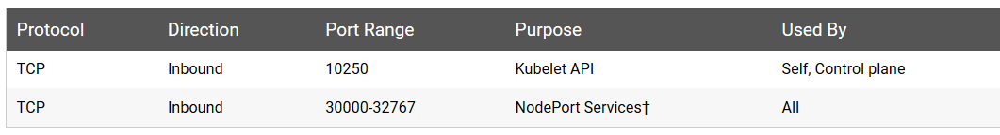 Protocol Direction Port Range Purpose Used By
TCP Inbound 10250 Kubelet API Self, Control plane
TCP Inbound 30000-32767 NodePort Services† All